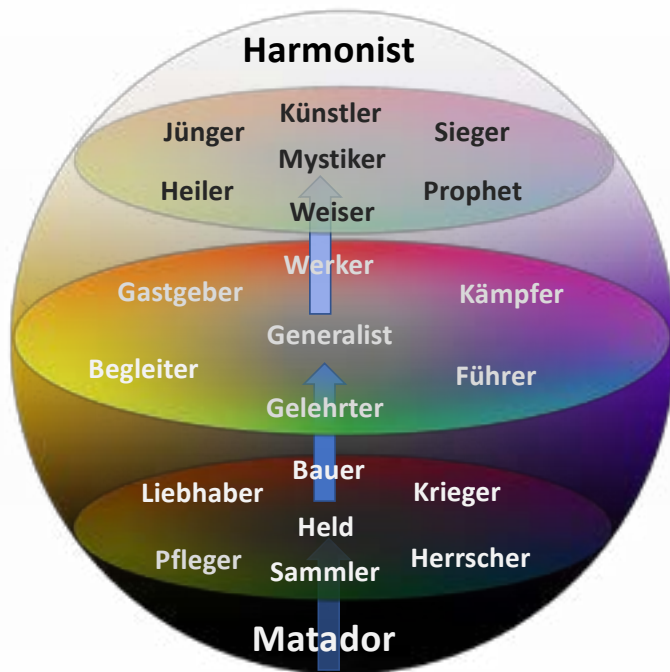 Harmonist
Künstler
Jünger
Sieger
Mystiker
Heiler
Prophet
Weiser
Werker
Gastgeber
Kämpfer
Generalist
Begleiter
Führer
Gelehrter
Bauer
Liebhaber
Krieger
Held
Pfleger
Herrscher
Sammler
Matador